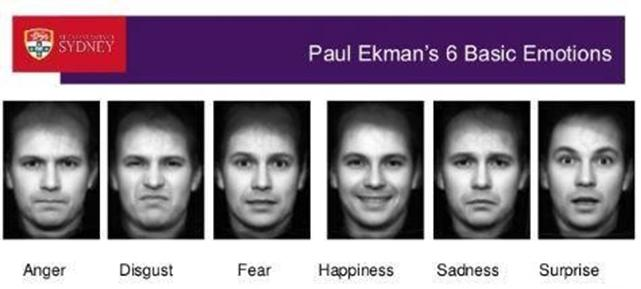 SYDNEY
Paul Ekman's 6 Basic Emotions
Anger Disgust Fear Happiness Sadness Surprise